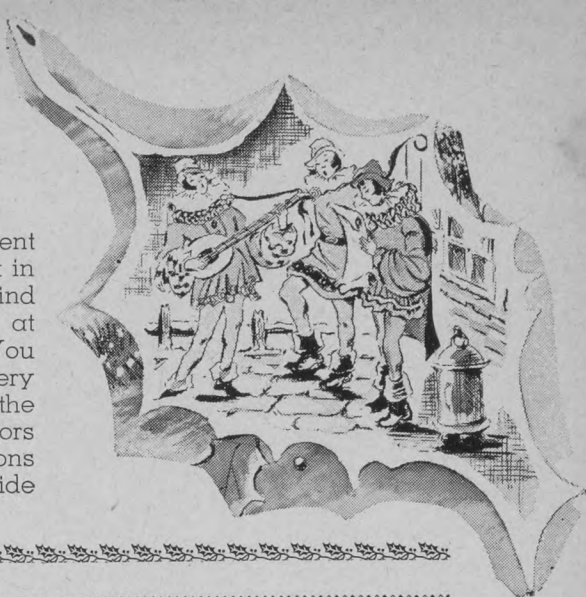 ent
t in
ind
at
You
ery
the
ors
ons
ide